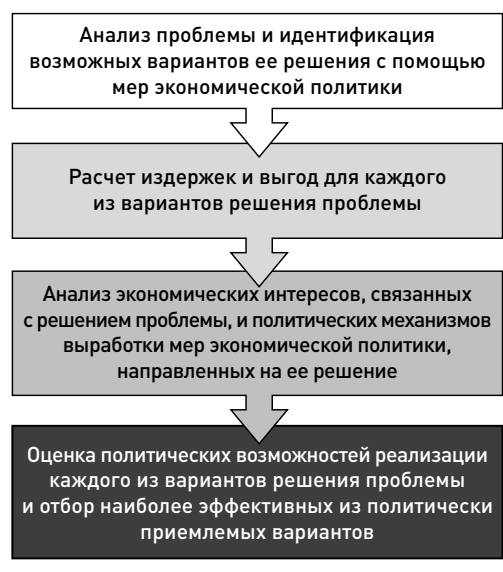 Анализ проблемы и идентификация
возможных вариантов ее решения с помощью
мер экономической политики
Расчет издержек и выгод для каждого
из вариантов решения проблемы
Анализ экономических интересов, связанных
с решением проблемы, и политических механизмов
выработки мер экономической политики,
направленных на ее решение
Оценка политических возможностей реализации
каждого из вариантов решения проблемы
и отбор наиболее эффективных из политически
приемлемых вариантов